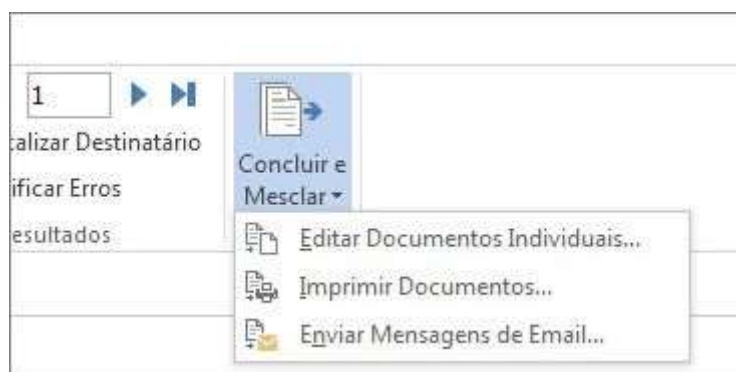 1
alizar Destinatário
ificar Erros
esultados
Concluir e
Mesclar
Editar Documentos Individuais...
Imprimir Documentos...
Enviar Mensagens de Email...